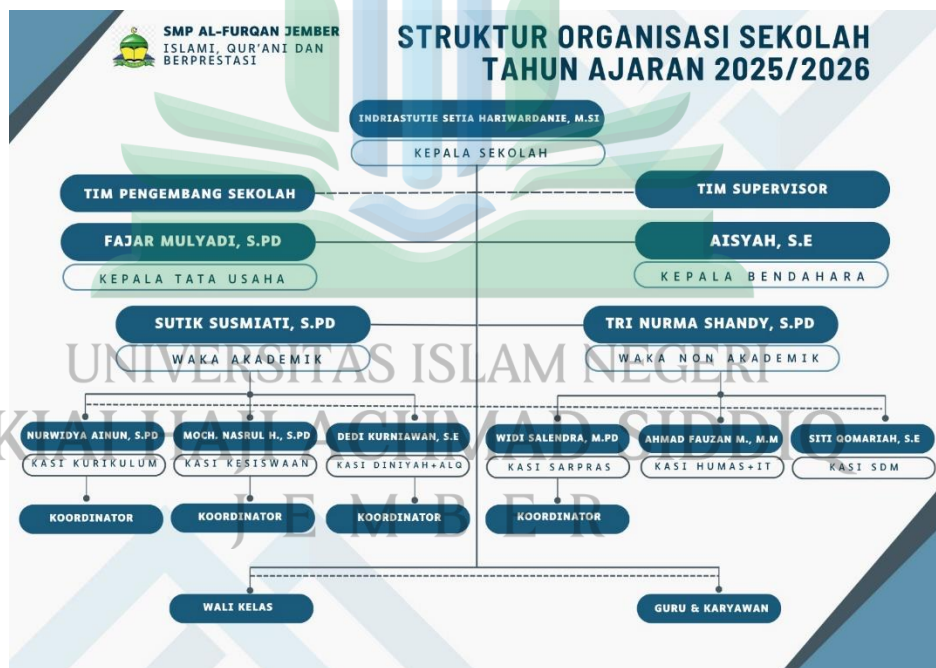 SMP AL-FURQAN JEMBER
ISLAMI, QUR'ANI DAN
BERPRESTASI
STRUKTUR ORGANISASI SEKOLAH
TAHUN AJARAN 2025/2026
INDRIASTUTIE SETIA HARIWARDANIE, M.SI
KEPALA SEKOLAH
TIM PENGEMBANG SEKOLAH
TIM SUPERVISOR
FAJAR MULYADI, S.PD
AISYAH, S.E
KEPALA TATA USAHA
KEPALA BENDAHARA
SUTIK SUSMIATI, S.PD
TRI NURMA SHANDY, S.PD
WAKA AKADEMIK
WAKA NON AKADEMIK
UNIVERSITAS ISLAM NEGERI
KIAI HAJI ACHMAD SIDDIQ
JEMBER
NURWIDYA AINUN, S.PD
MOCH. NASRUL H., S.PD
DEDI KURNIAWAN, S.E
WIDI SALENDRA, M.PD
AHMAD FAUZAN M., M.M
SITI QOMARIAH, S.E
KASI KURIKULUM
KASI KESISWAAN
KASI DINIYAH+ALQ
KASI SARPRAS
KASI HUMAS+IT
KASI SDM
KOORDINATOR
KOORDINATOR
KOORDINATOR
KOORDINATOR
WALI KELAS
GURU & KARYAWAN